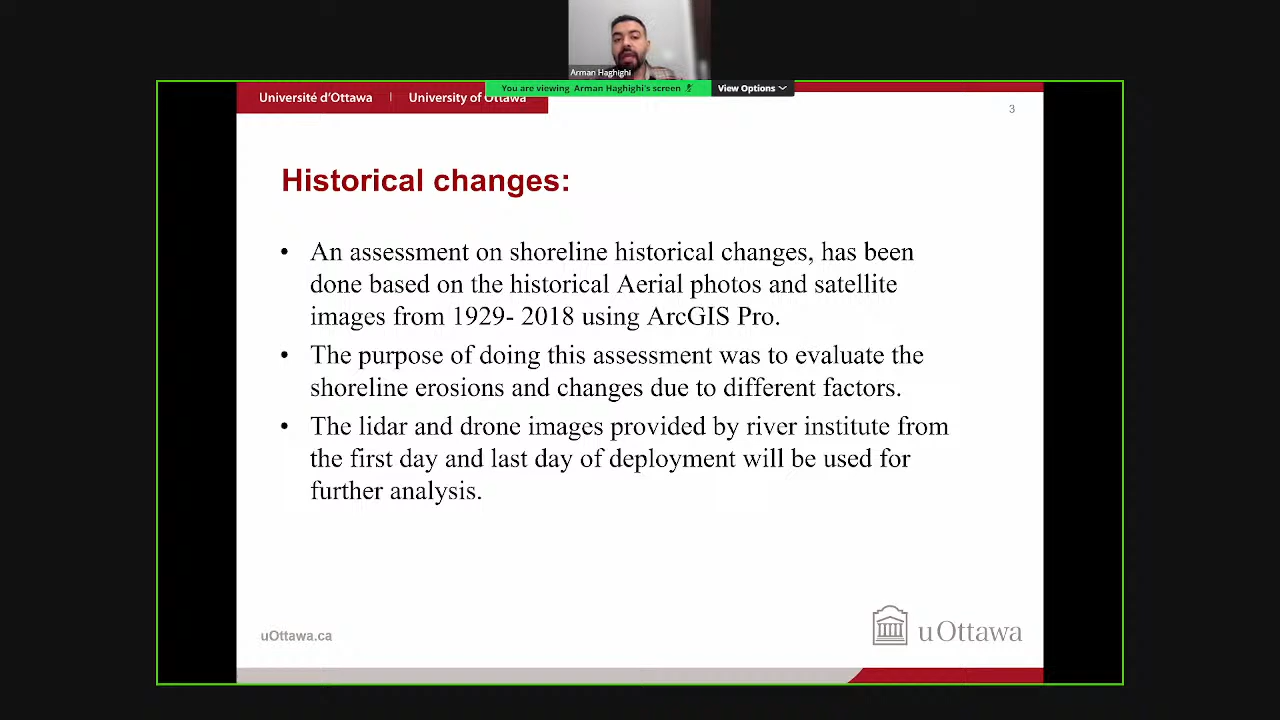 Arman Haghighi
You are viewing Arman Haghighi's screen
View Options
Université d'Ottawa | University of Ottawa
3
Historical changes:
• An assessment on shoreline historical changes, has been
done based on the historical Aerial photos and satellite
images from 1929- 2018 using ArcGIS Pro.
• The purpose of doing this assessment was to evaluate the
shoreline erosions and changes due to different factors.
• The lidar and drone images provided by river institute from
the first day and last day of deployment will be used for
further analysis.
uOttawa.ca
uOttawa